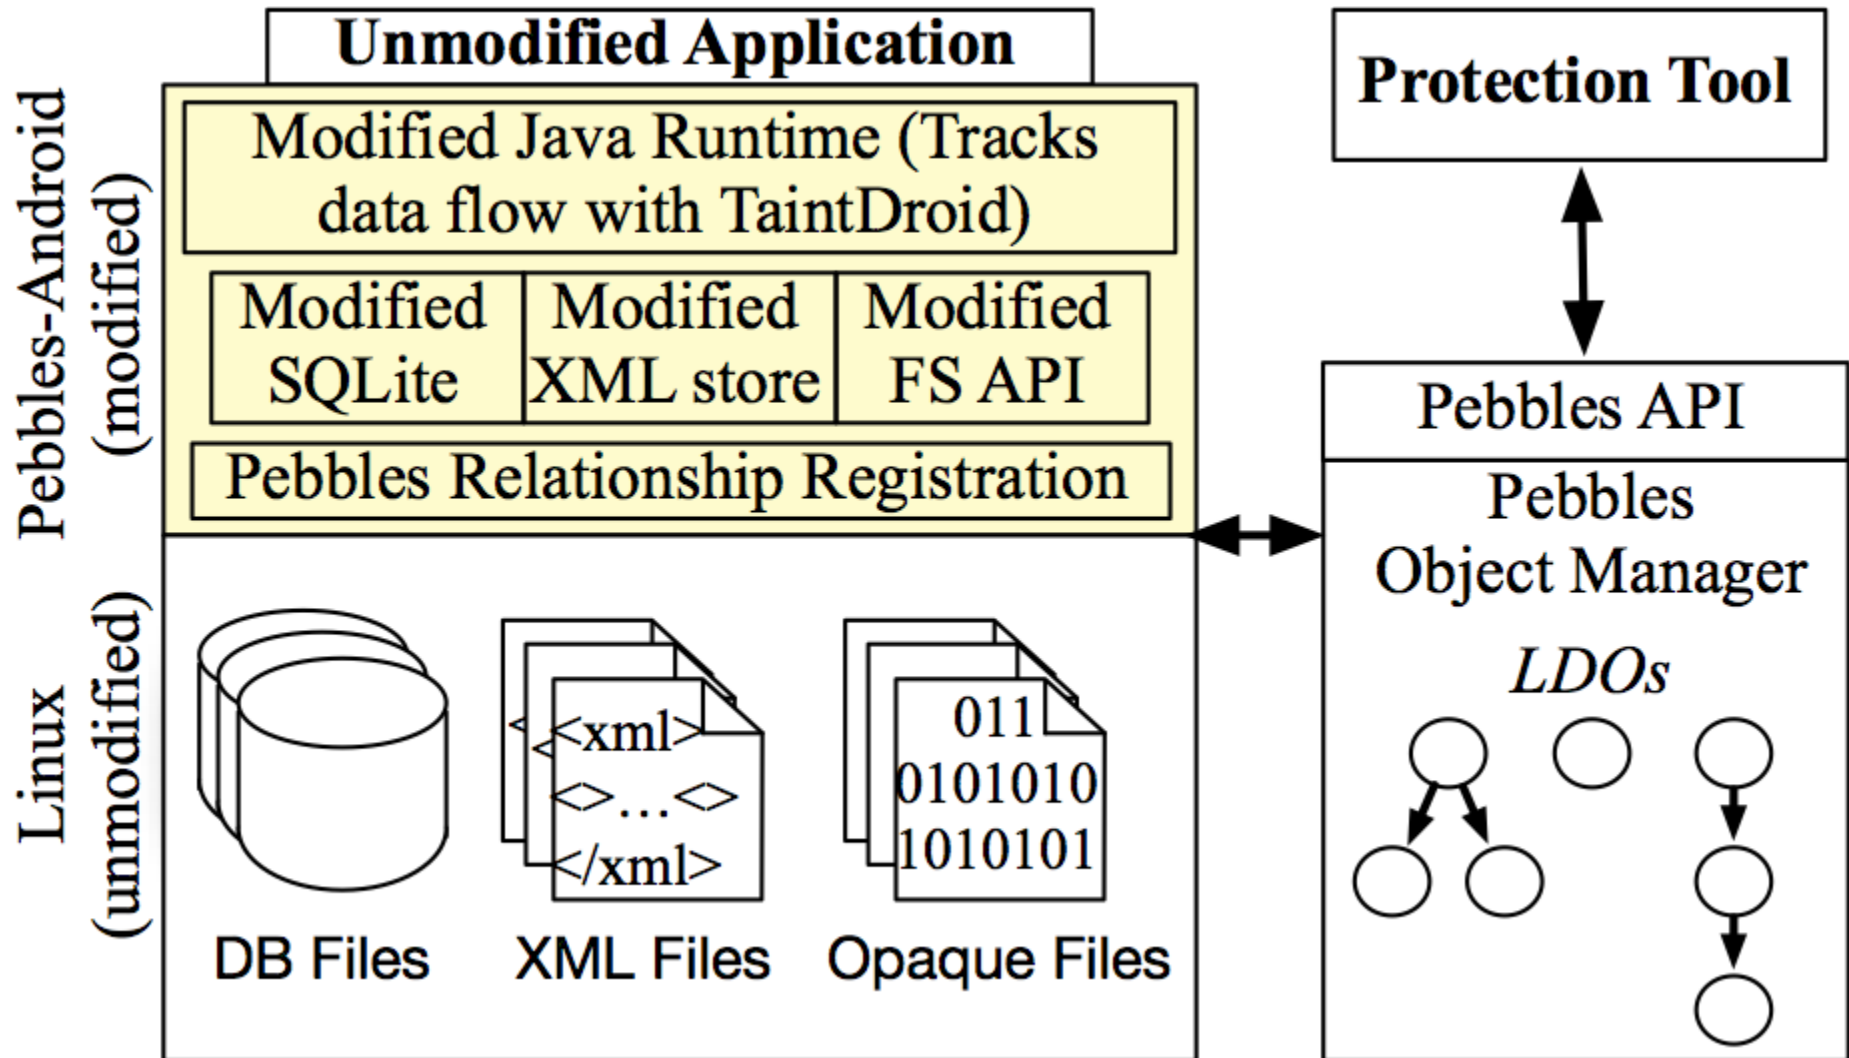 Unmodified Application
Pebbles-Android
(modified)
Modified Java Runtime (Tracks
data flow with TaintDroid)
Modified
SQLite
Modified
XML store
Modified
FS API
Pebbles Relationship Registration
Linux
(unmodified)
<
<
<xml>
<>...<>
</xml>
011
0101010
1010101
DB Files
XML Files
Opaque Files
Protection Tool
Pebbles API
Pebbles
Object Manager
LDOs